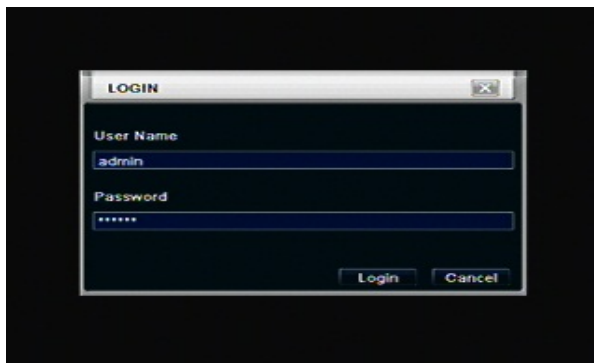 LOGIN
User Name
admin
Password
******
Login Cancel